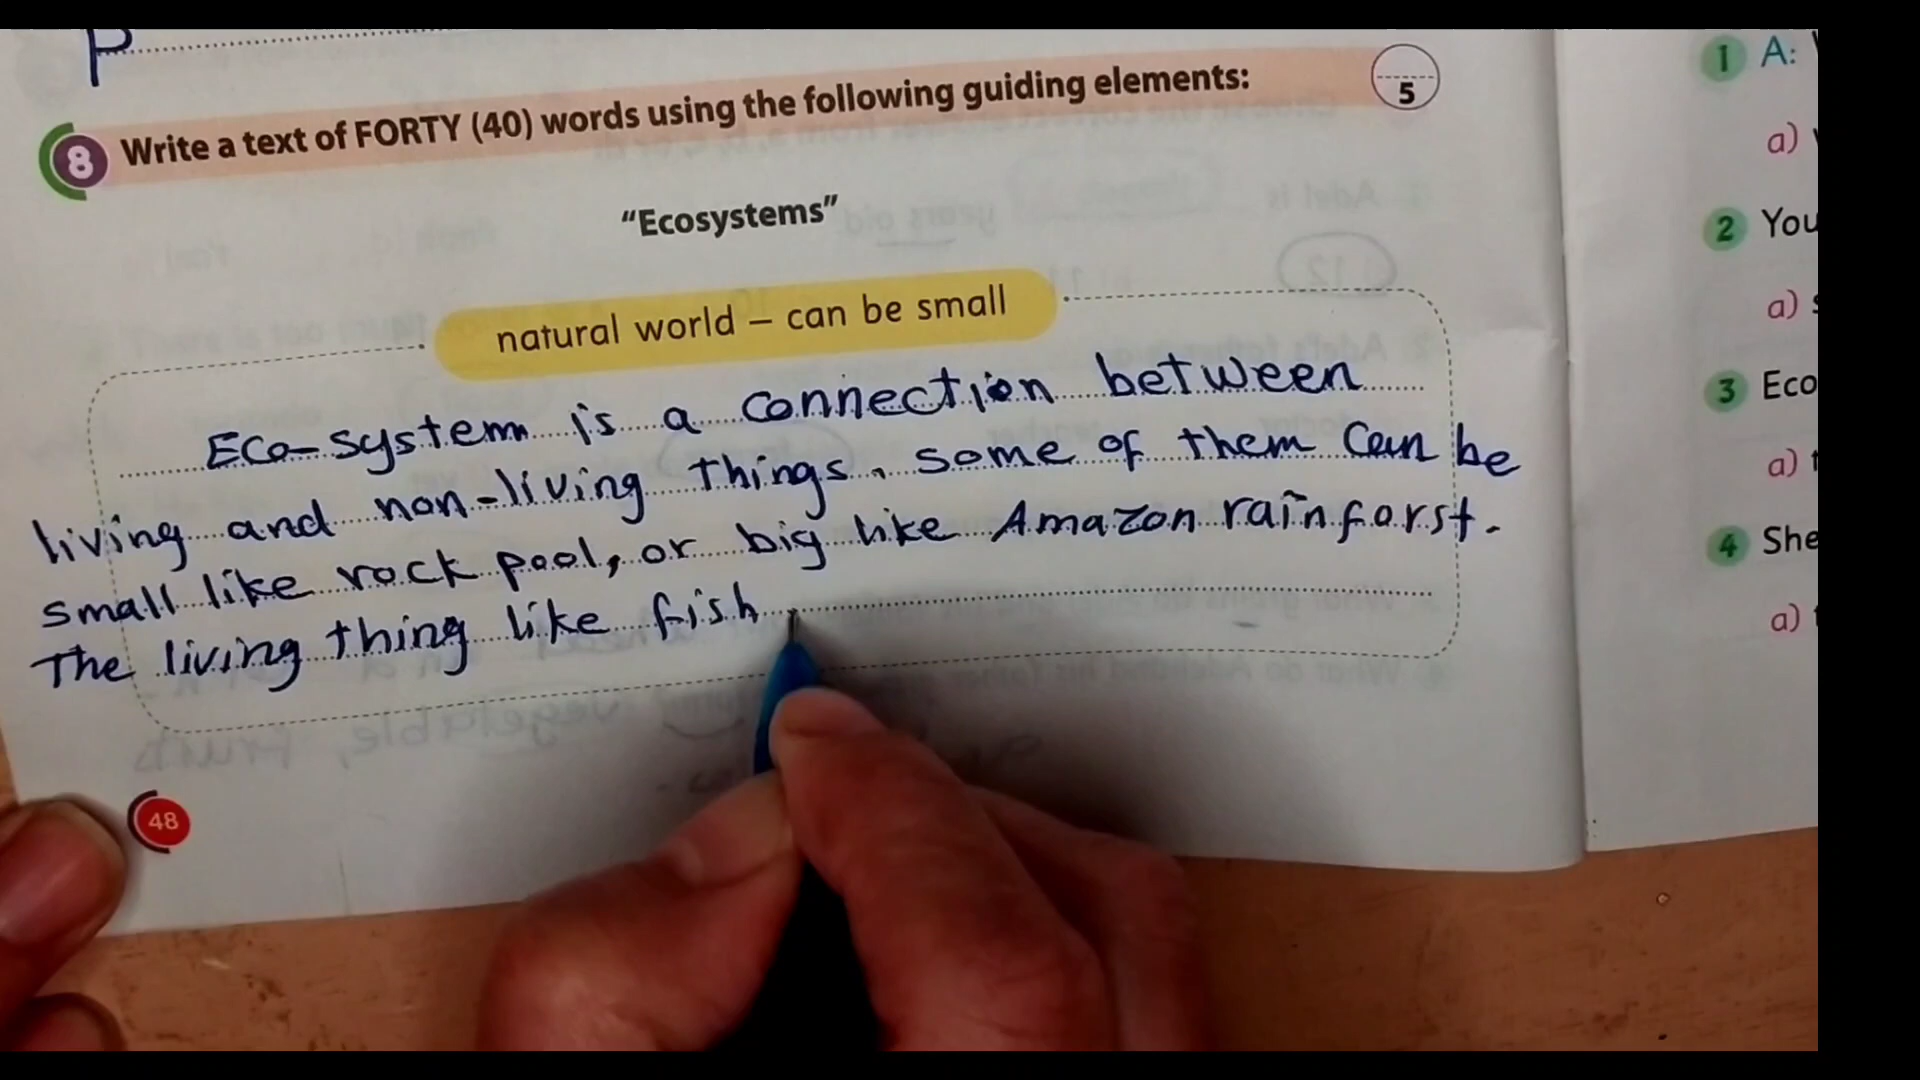 P
8 Write a text of FORTY (40) words using the following guiding elements:
5
“Ecosystems”
natural world – can be small
Eco-system is a connection between
living and non-living things. some of them can be
small like rock pool, or big like Amazon rainforst.
The living thing like fish
48
1 A:
a)
2 You
a) s
3 Eco
a)
4 She
a)